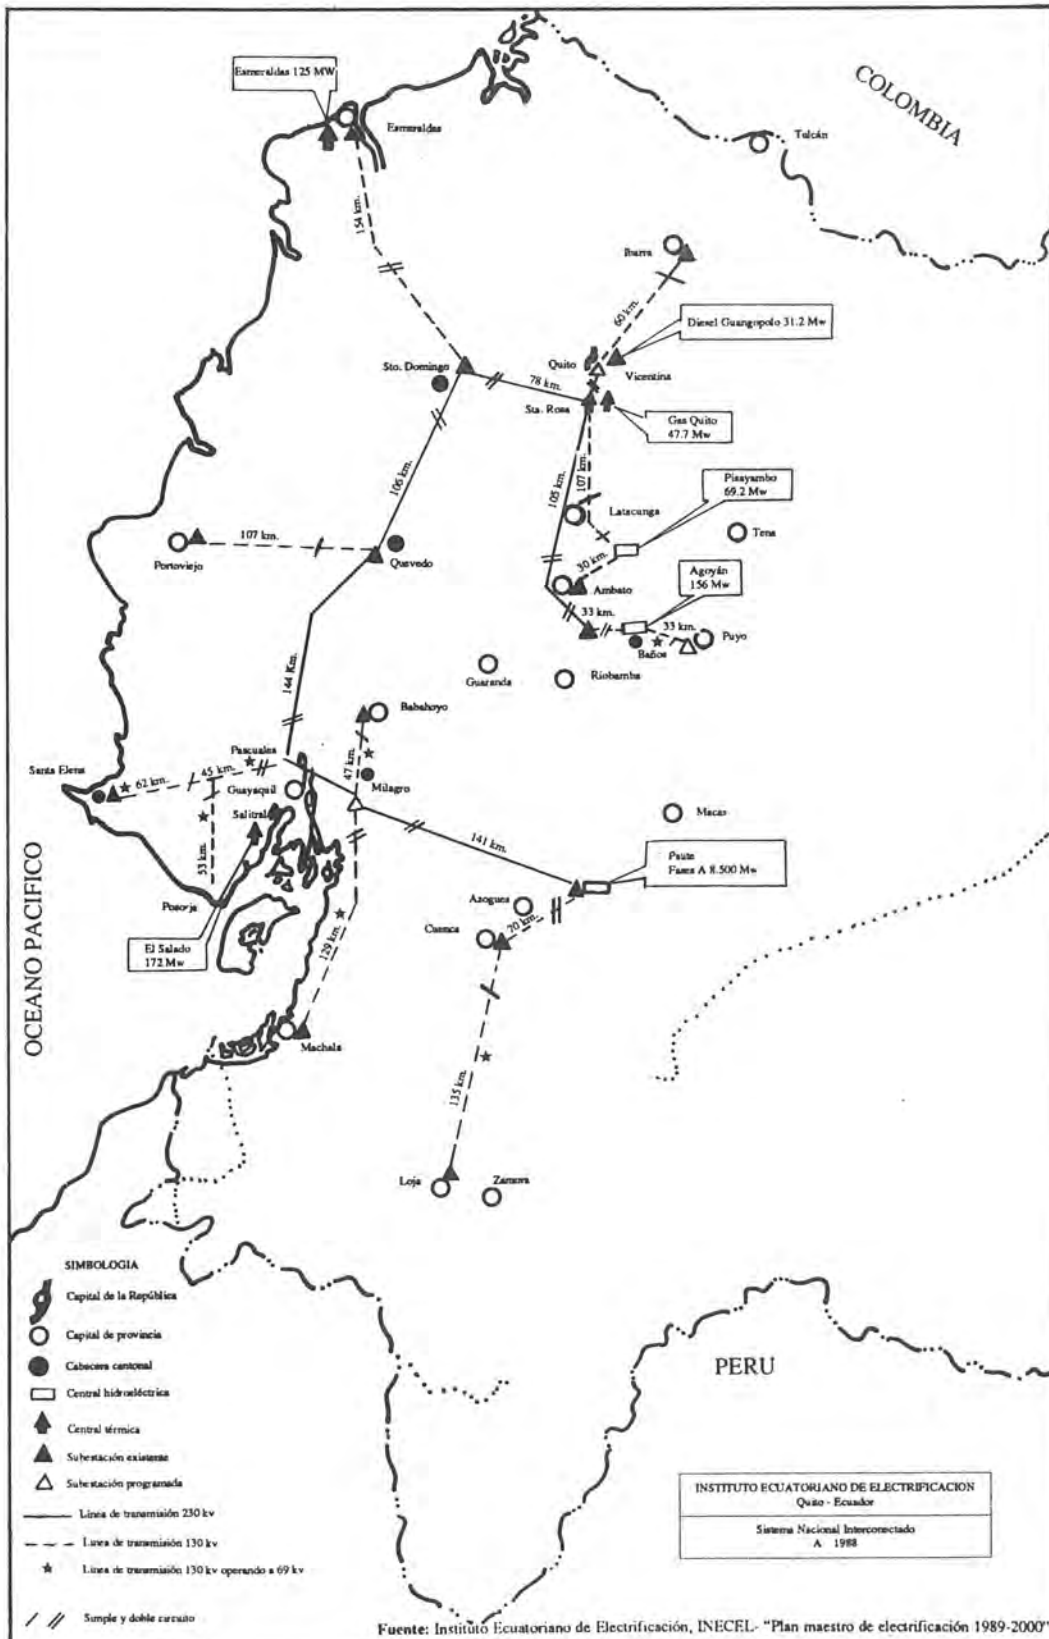 Esmeraldas 125 MW
COLOMBIA
Esmeraldas
Tulcán
154 km.
Ibarra
60 km.
Diesel Guangopolo 31.2 Mw
Quito
Vicentina
Sto. Domingo
78 km.
Sta. Rosa
Gas Quito
47.7 Mw
106 km.
105 km.
107 km.
Pisayambo
69.2 Mw
Latacunga
Tena
107 km.
Portoviejo
Quevedo
30 km.
Agoyán
156 Mw
Ambato
33 km.
33 km.
Puyo
Baños
Guaranda
Riobamba
144 Km.
Babahoyo
Pascuales
47 km.
Santa Elena
62 km.
45 km.
Milagro
Guayaquil
Salitral
Macas
53 km.
141 km.
Paute
Fases A 8.500 Mw
Posorja
Azogues
20 km.
Cuenca
El Salado
172 Mw
129 km.
OCEANO PACIFICO
Machala
135 km.
Loja
Zamora
SIMBOLOGIA
Capital de la República
Capital de provincia
Cabecera cantonal
Central hidroeléctrica
Central térmica
Subestación existente
Subestación programada
Línea de transmisión 230 kv
Línea de transmisión 130 kv
Línea de transmisión 130 kv operando a 69 kv
Simple y doble circuito
PERU
INSTITUTO ECUATORIANO DE ELECTRIFICACION
Quito - Ecuador
Sistema Nacional Interconectado
A 1988
Fuente: Instituto Ecuatoriano de Electrificación, INECEL- "Plan maestro de electrificación 1989-2000"